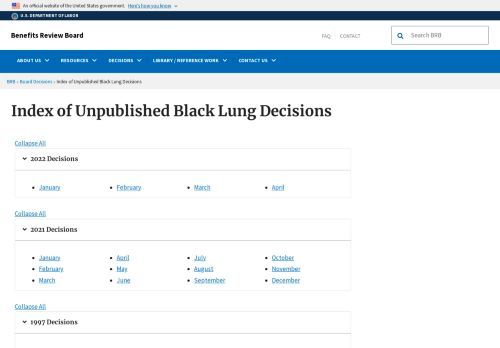 An official website of the United States government. Here's how you know
U.S. DEPARTMENT OF LABOR
Benefits Review Board
FAQ CONTACT
Search BRB
ABOUT US RESOURCES DECISIONS LIBRARY / REFERENCE WORK CONTACT US
BRB › Board Decisions › Index of Unpublished Black Lung Decisions
Index of Unpublished Black Lung Decisions
Collapse All
2022 Decisions
January February March April
Collapse All
2021 Decisions
January April July October
February May August November
March June September December
Collapse All
1997 Decisions